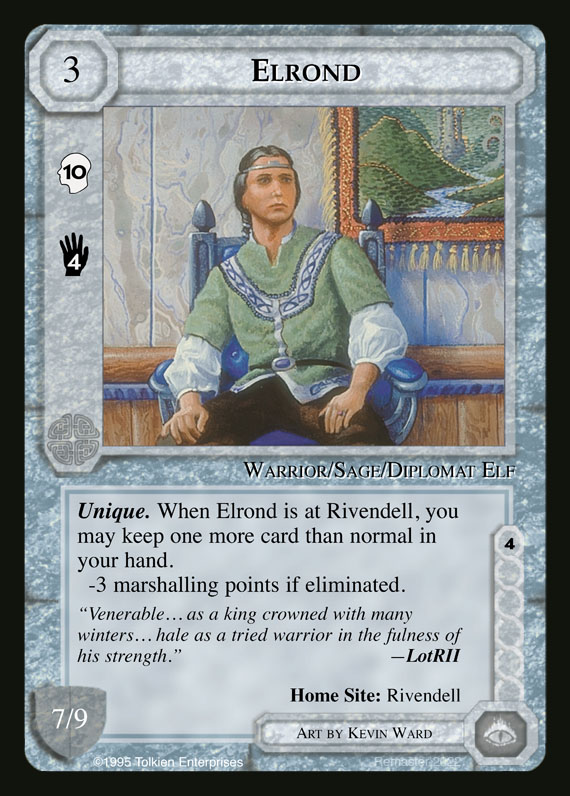 3
ELROND
10
4
WARRIOR/SAGE/DIPLOMAT ELF
Unique. When Elrond is at Rivendell, you
may keep one more card than normal in
your hand.
-3 marshalling points if eliminated.
4
“Venerable... as a king crowned with many
winters... hale as a tried warrior in the fulness of
his strength.” —LotRII
Home Site: Rivendell
7/9
ART BY KEVIN WARD
©1995 Tolkien Enterprises
Remaster 2022